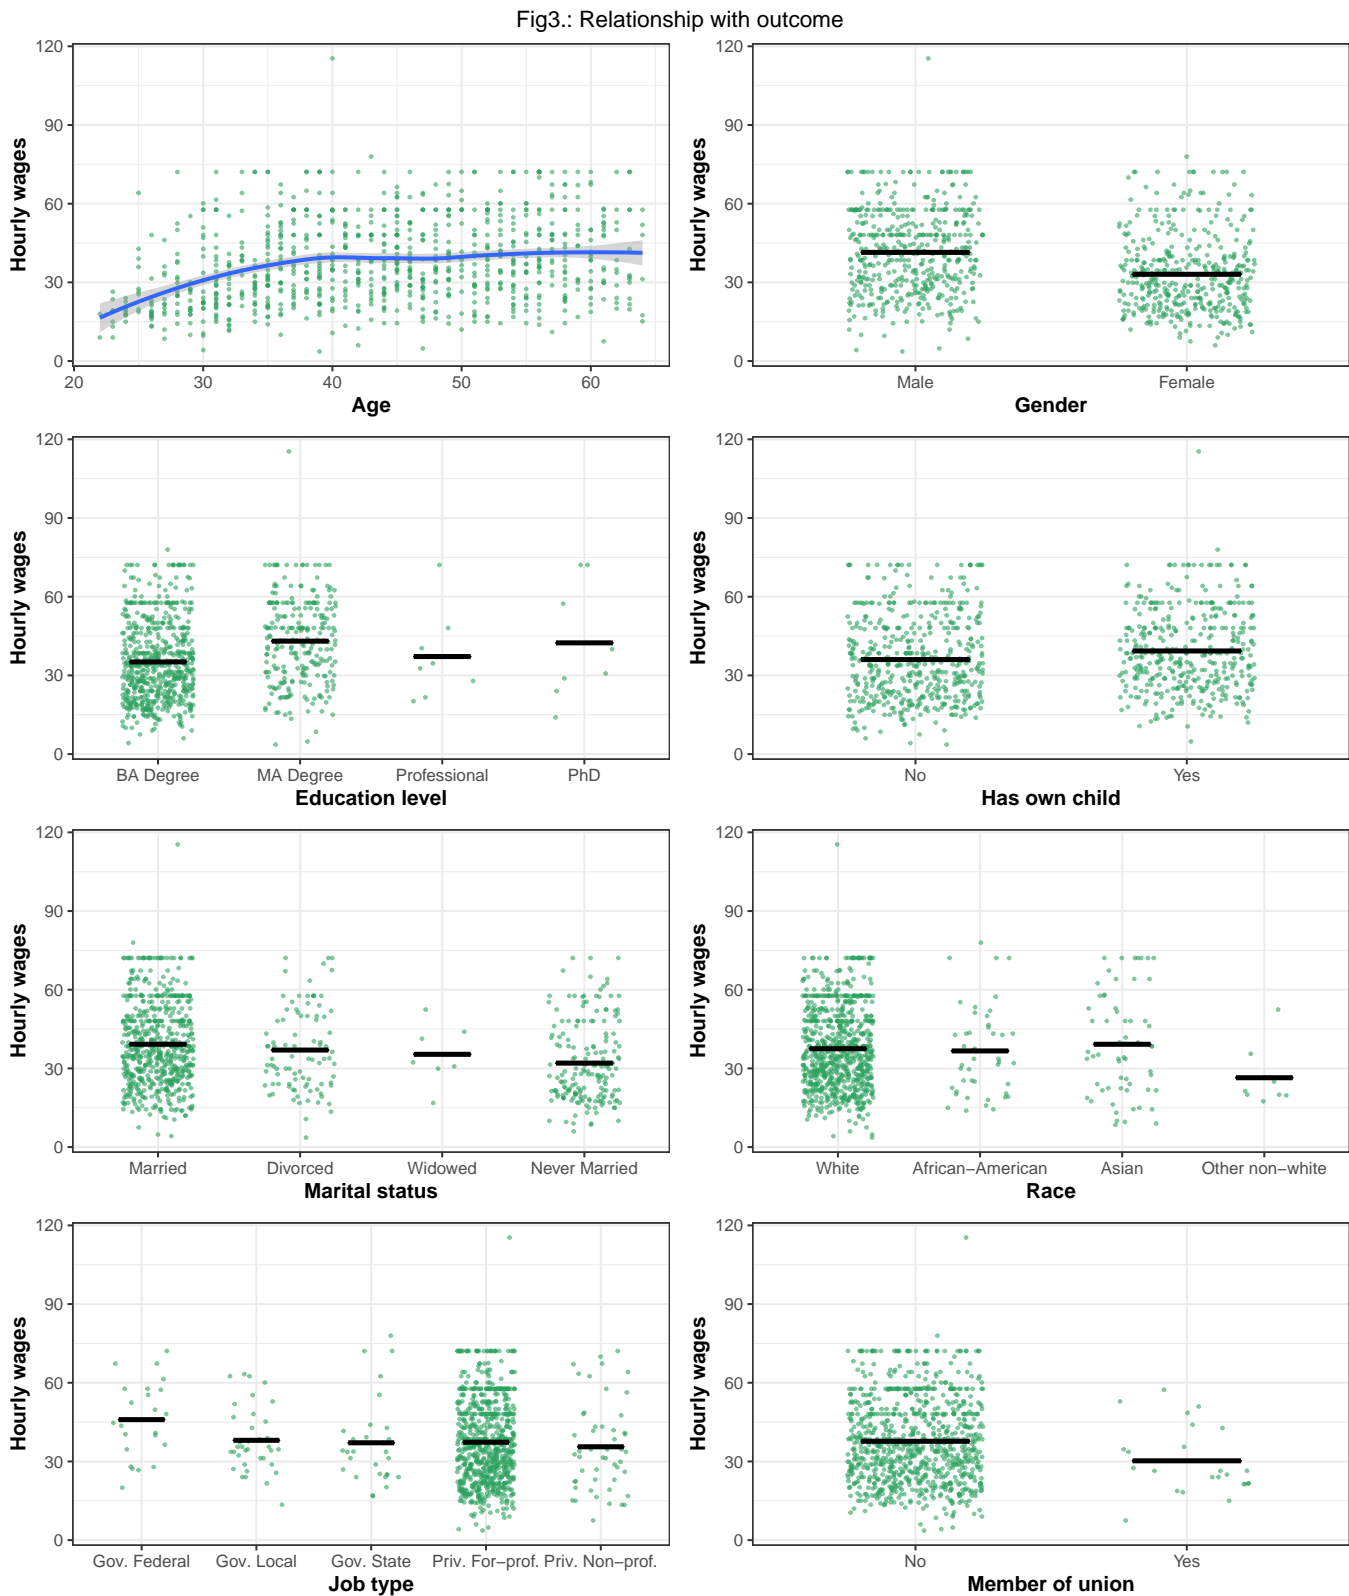 Fig3.: Relationship with outcome
Hourly wages
120
90
60
30
0
20 30 40 50 60
Age
Hourly wages
120
90
60
30
0
Male Female
Gender
Hourly wages
120
90
60
30
0
BA Degree MA Degree Professional PhD
Education level
Hourly wages
120
90
60
30
0
No Yes
Has own child
Hourly wages
120
90
60
30
0
Married Divorced Widowed Never Married
Marital status
Hourly wages
120
90
60
30
0
White African−American Asian Other non−white
Race
Hourly wages
120
90
60
30
0
Gov. Federal Gov. Local Gov. State Priv. For−prof. Priv. Non−prof.
Job type
Hourly wages
120
90
60
30
0
No Yes
Member of union